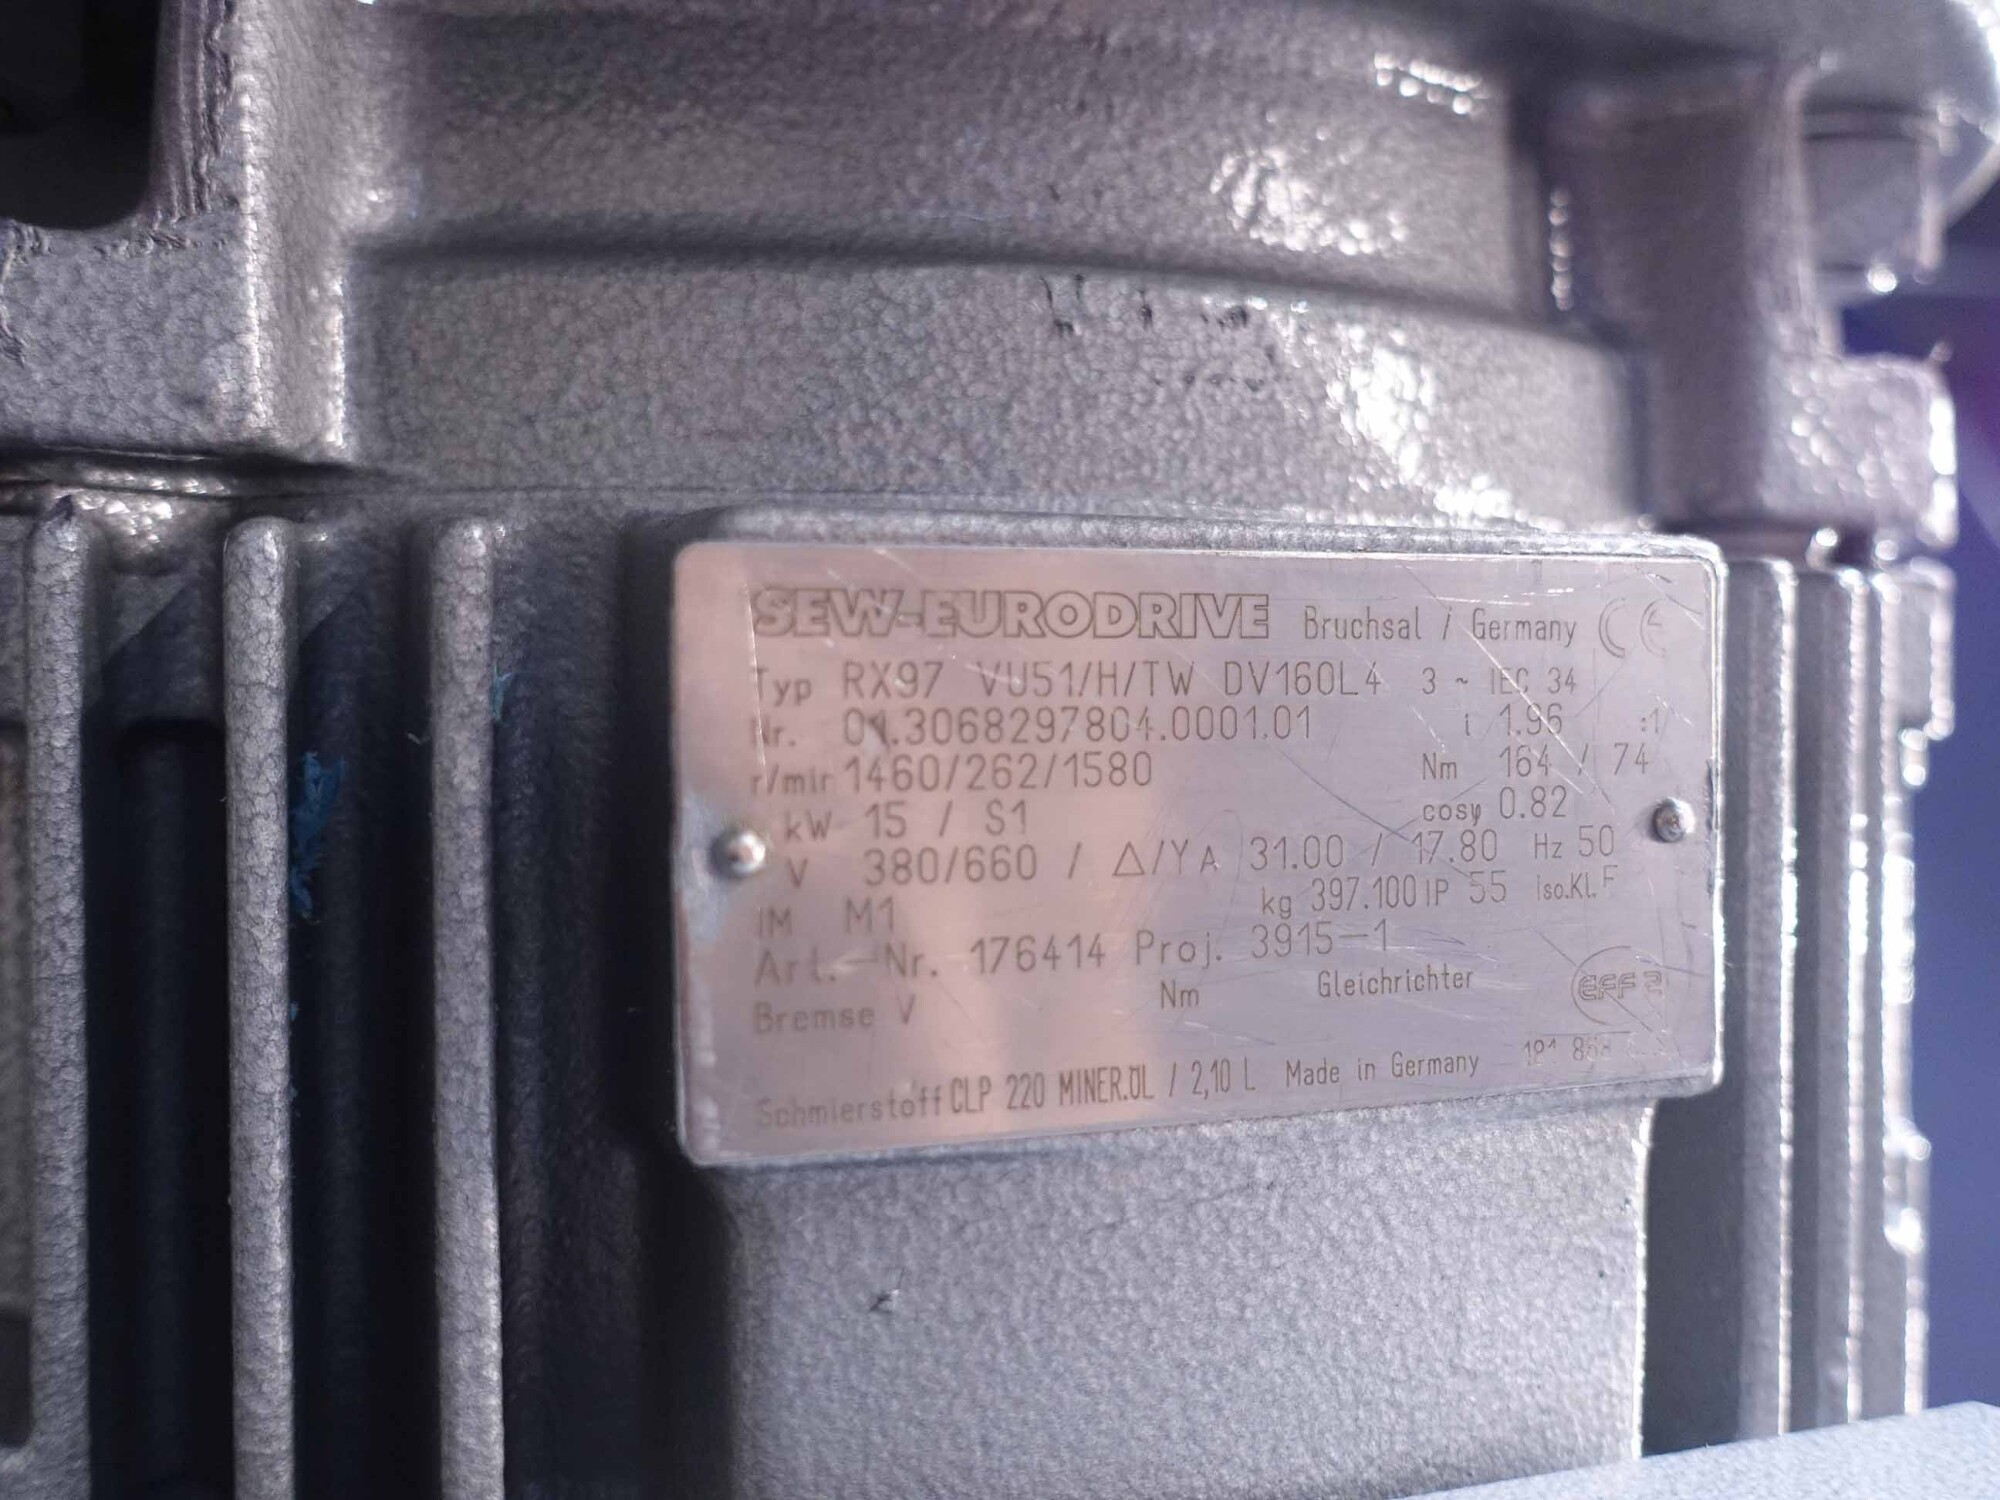 SEW-EURODRIVE Bruchsal / Germany CE
Typ RX97 VU51/H/TW DV160L4 3 ~ IEC 34
Nr. 01.3068297804.0001.01 i 1.96 :1
r/min 1460/262/1580 Nm 164 / 74
kW 15 / S1 cosφ 0.82
V 380/660 / Δ/Y A 31.00 / 17.80 Hz 50
IM M1 kg 397.100 IP 55 Iso.Kl. F
Art.-Nr. 176414 Proj. 3915-1
Bremse V Nm Gleichrichter EFF 2
Schmierstoff CLP 220 MINER.ÖL / 2,10 L Made in Germany